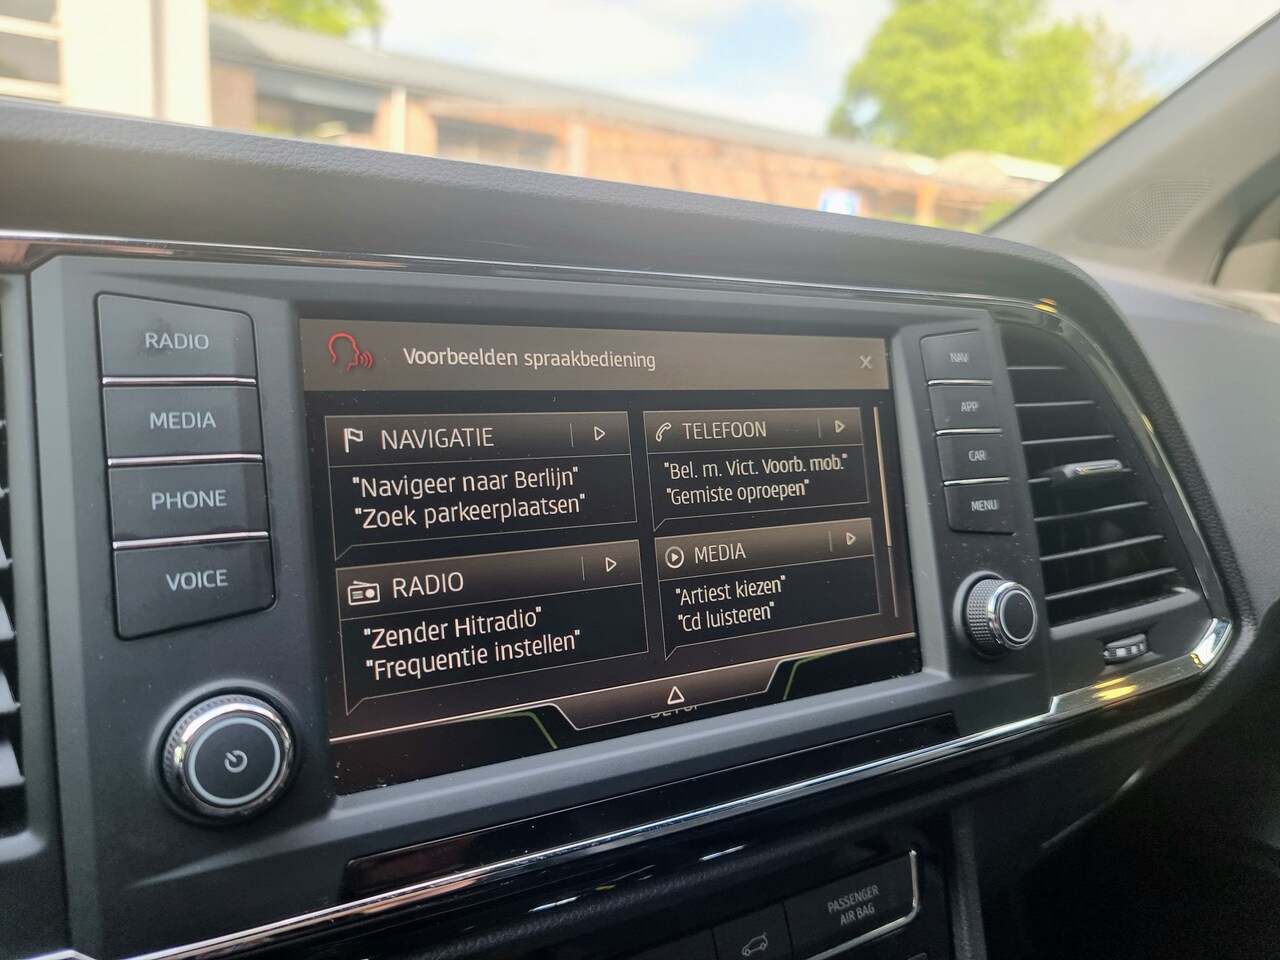 RADIO
MEDIA
PHONE
VOICE
Voorbeelden spraakbediening
X
NAVIGATIE
"Navigeer naar Berlijn"
"Zoek parkeerplaatsen"
TELEFOON
"Bel. m. Vict. Voorb. mob."
"Gemiste oproepen"
RADIO
"Zender Hitradio"
"Frequentie instellen"
MEDIA
"Artiest kiezen"
"Cd luisteren"
NAV
APP
CAR
MENU
PASSENGER
AIR BAG